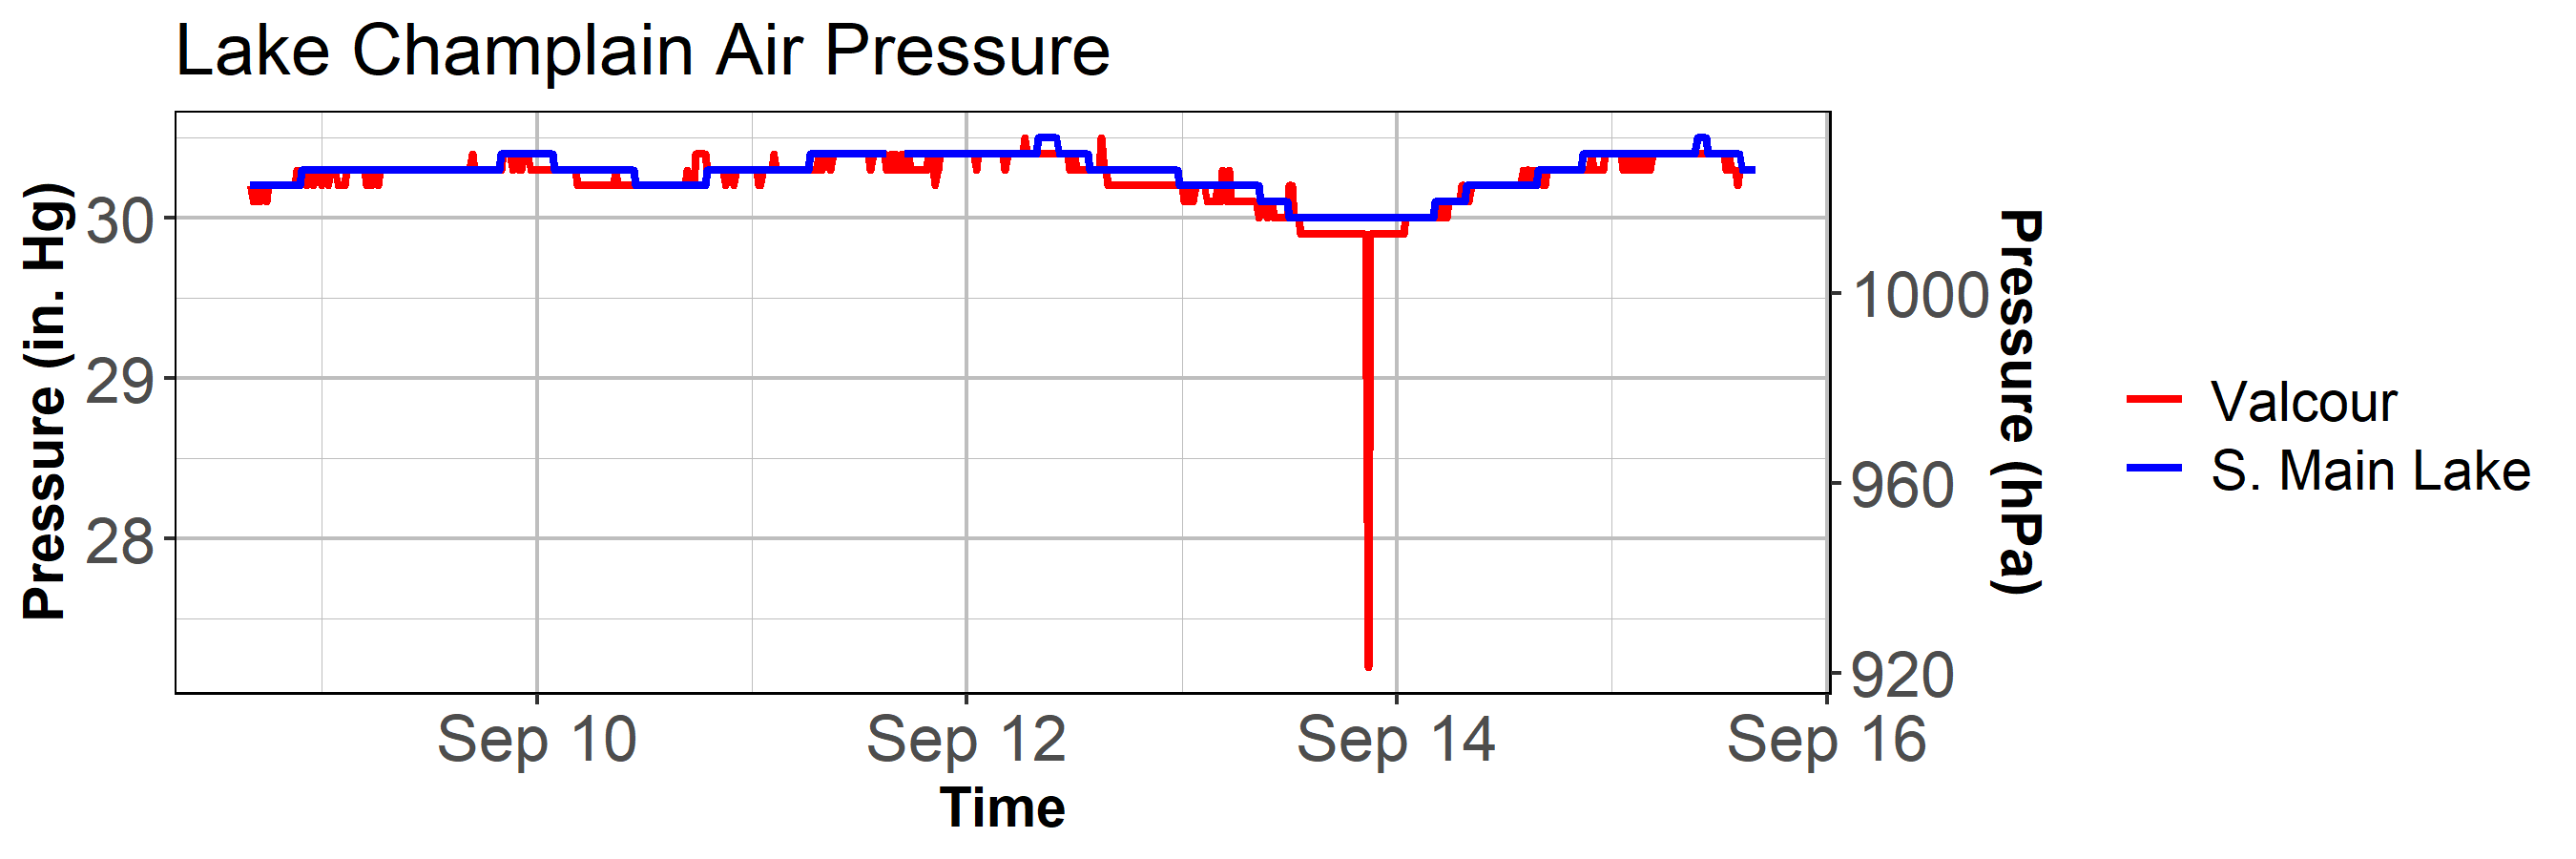 Lake Champlain Air Pressure
Pressure (in. Hg)
30
29
28
1000
960
920
Pressure (hPa)
Sep 10
Sep 12
Sep 14
Sep 16
Time
Valcour
S. Main Lake